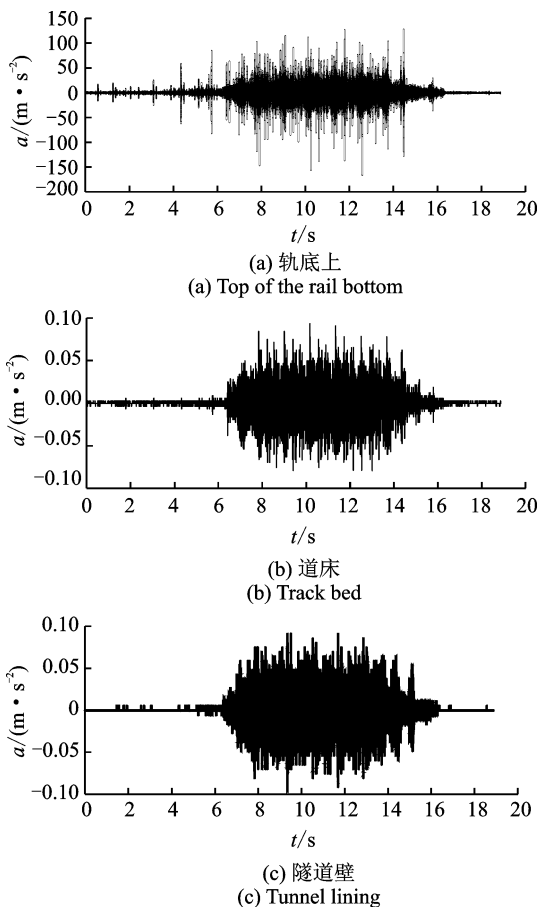 150
100
50
0
−50
−100
−150
−200
a/(m·s⁻²)
0 2 4 6 8 10 12 14 16 18 20
t/s
(a) 轨底上
(a) Top of the rail bottom
0.10
0.05
0.00
−0.05
−0.10
a/(m·s⁻²)
0 2 4 6 8 10 12 14 16 18 20
t/s
(b) 道床
(b) Track bed
0.10
0.05
0
−0.05
−0.10
a/(m·s⁻²)
0 2 4 6 8 10 12 14 16 18 20
t/s
(c) 隧道壁
(c) Tunnel lining